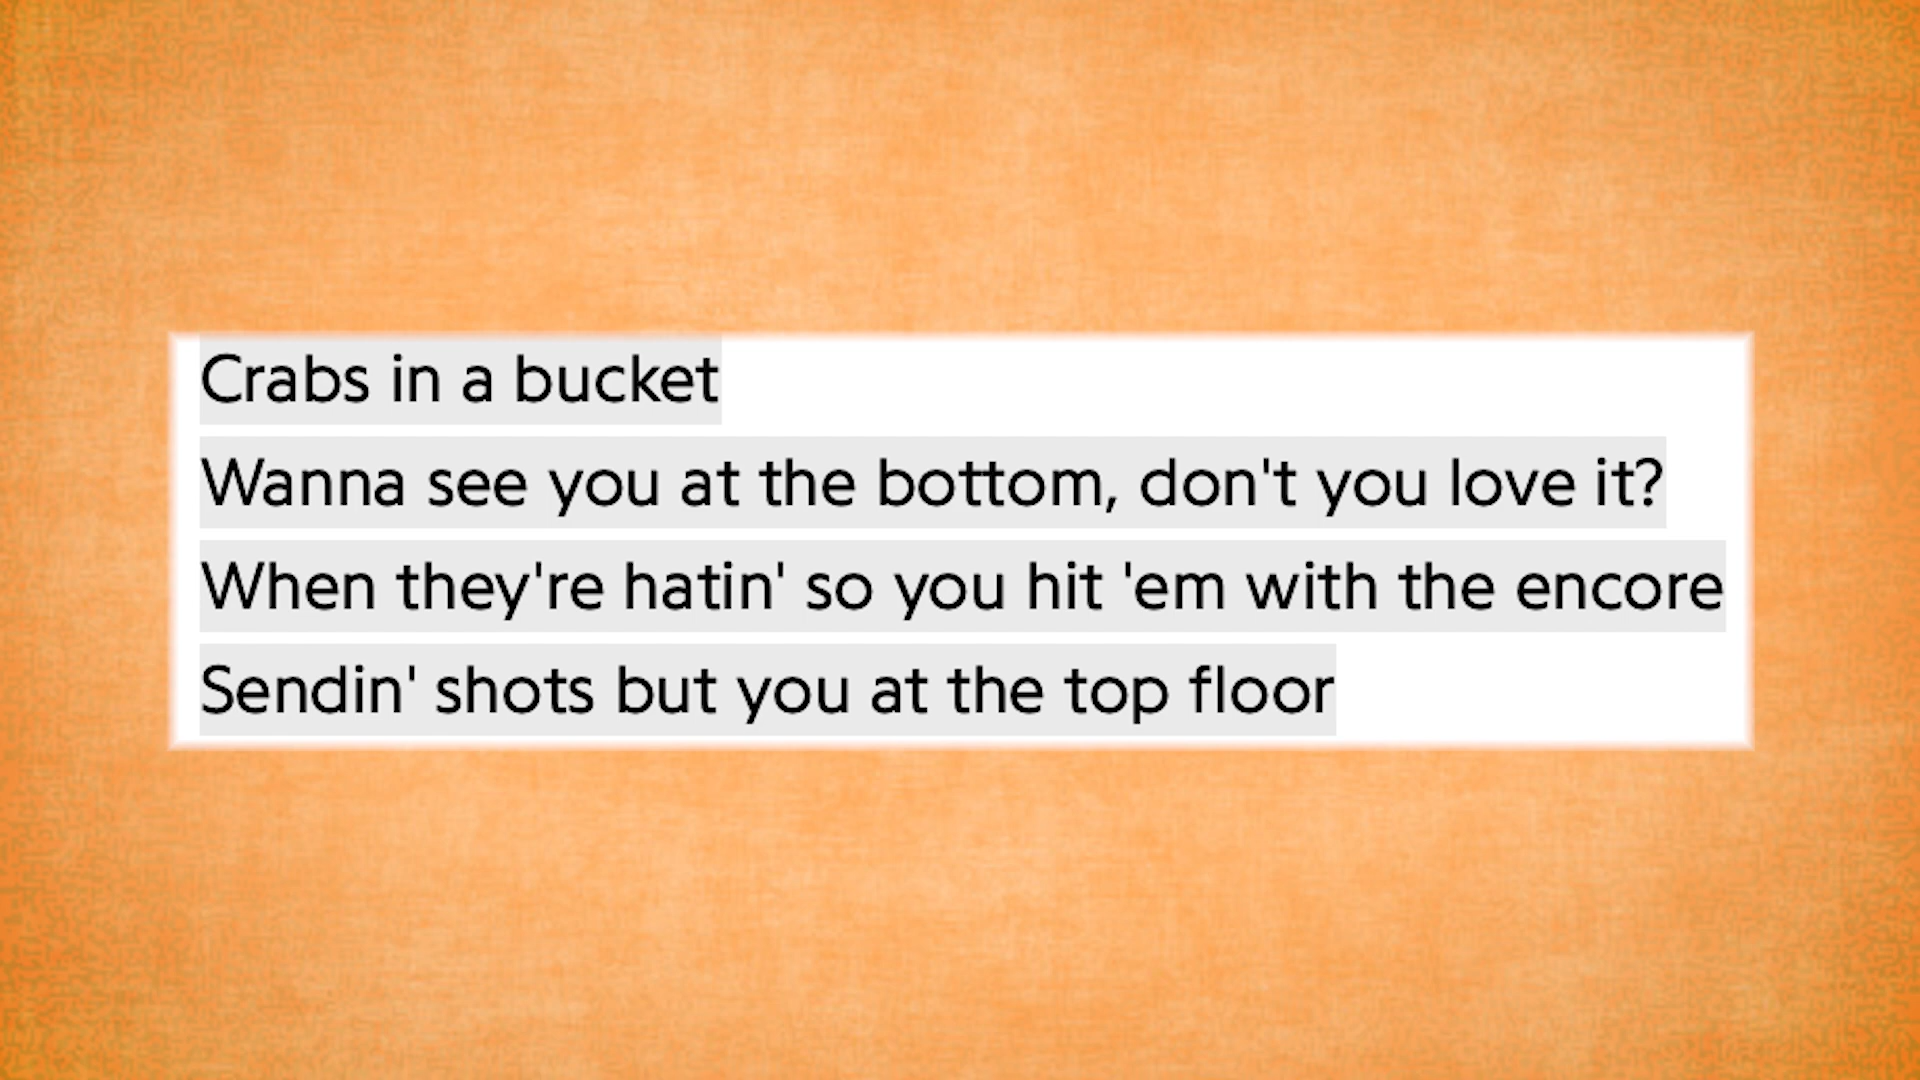 Crabs in a bucket
Wanna see you at the bottom, don't you love it?
When they're hatin' so you hit 'em with the encore
Sendin' shots but you at the top floor